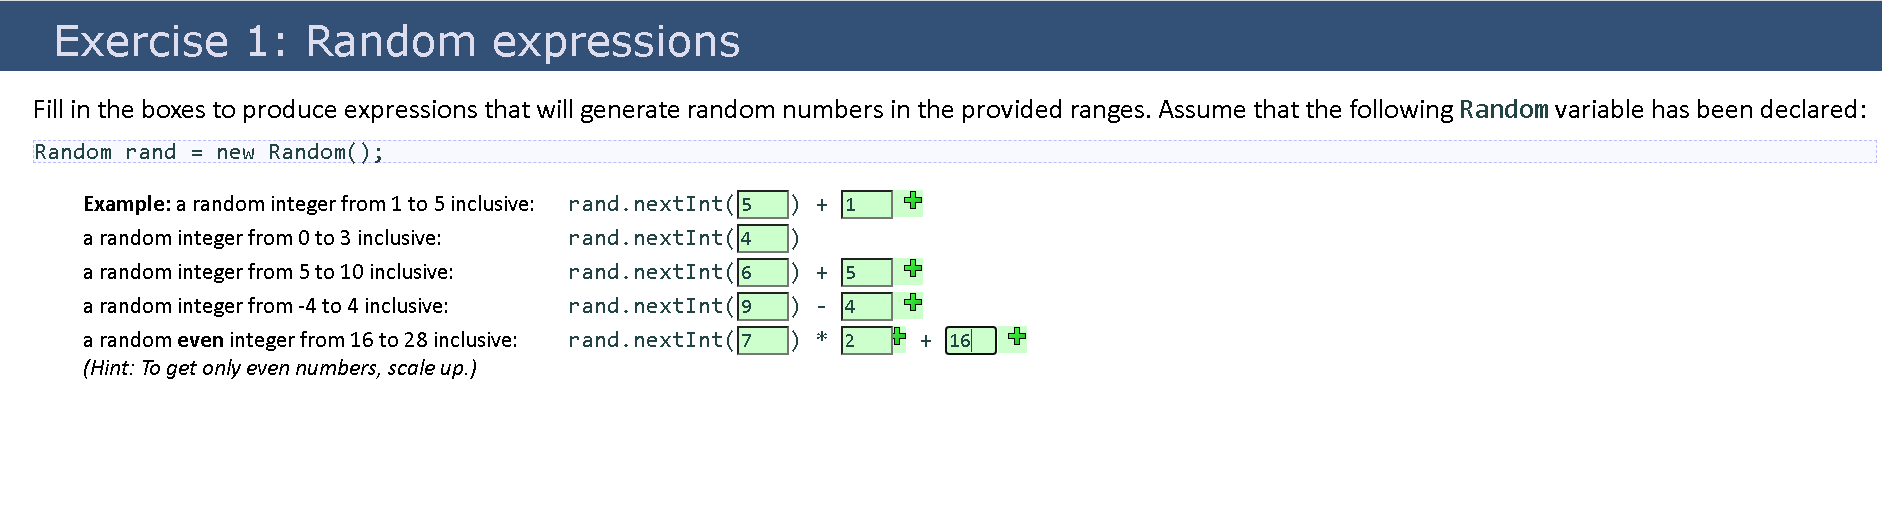 Exercise 1: Random expressions
Fill in the boxes to produce expressions that will generate random numbers in the provided ranges. Assume that the following Random variable has been declared:
Random rand = new Random();
Example: a random integer from 1 to 5 inclusive: rand.nextInt(5) + 1
a random integer from 0 to 3 inclusive: rand.nextInt(4)
a random integer from 5 to 10 inclusive: rand.nextInt(6) + 5
a random integer from -4 to 4 inclusive: rand.nextInt(9) - 4
a random even integer from 16 to 28 inclusive: rand.nextInt(7) * 2 + 16
(Hint: To get only even numbers, scale up.)